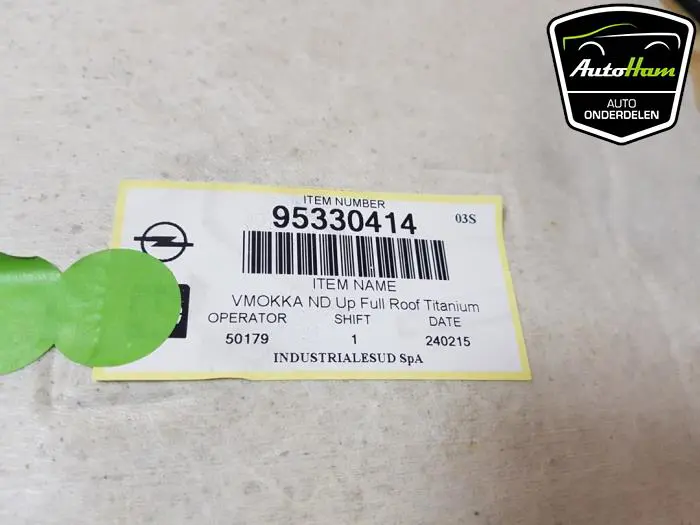 AutoHam
AUTO
ONDERDELEN
ITEM NUMBER
95330414
03S
ITEM NAME
VMOKKA ND Up Full Roof Titanium
OPERATOR SHIFT DATE
50179 1 240215
INDUSTRIALESUD SpA